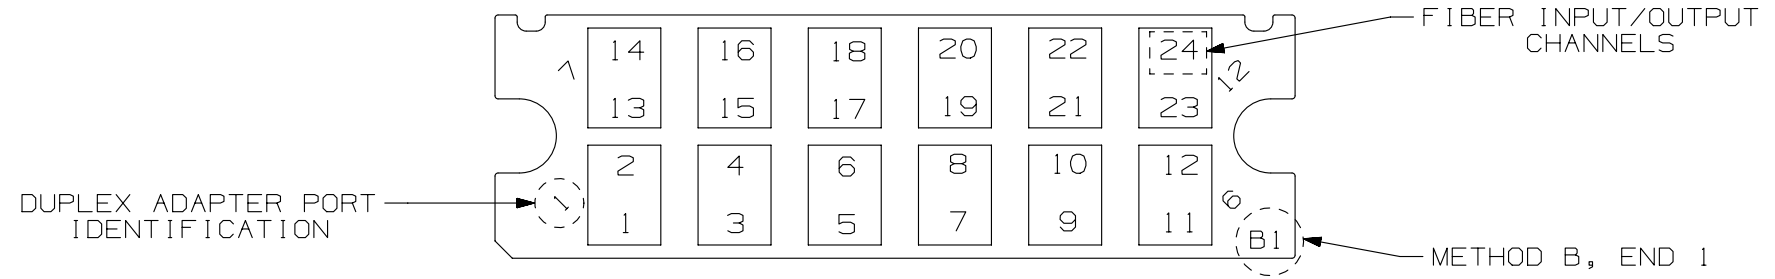 FIBER INPUT/OUTPUT
CHANNELS
14 16 18 20 22 24
7
12
13 15 17 19 21 23
2 4 6 8 10 12
DUPLEX ADAPTER PORT
IDENTIFICATION
1
6
1 3 5 7 9 11
B1
METHOD B, END 1